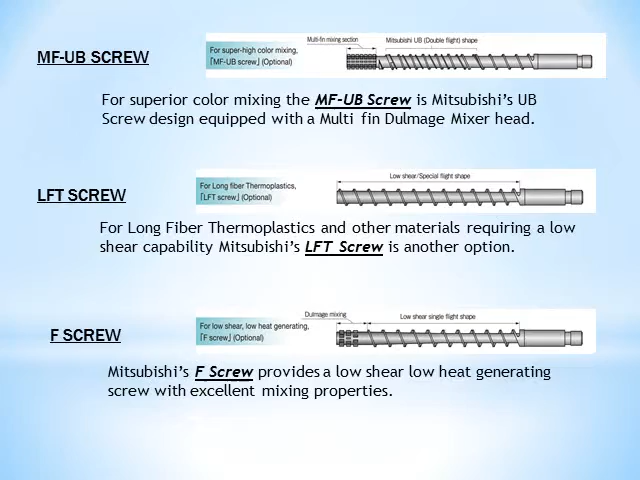 MF-UB SCREW
For super-high color mixing,
「MF-UB screw」(Optional)
Multi-fin mixing section
Mitsubishi UB (Double flight) shape
For superior color mixing the MF-UB Screw is Mitsubishi's UB
Screw design equipped with a Multi fin Dulmage Mixer head.
LFT SCREW
For Long fiber Thermoplastics,
「LFT screw」(Optional)
Low shear/Special flight shape
For Long Fiber Thermoplastics and other materials requiring a low
shear capability Mitsubishi's LFT Screw is another option.
F SCREW
For low shear, low heat generating,
「F screw」(Optional)
Dulmage mixing
Low shear single flight shape
Mitsubishi's F Screw provides a low shear low heat generating
screw with excellent mixing properties.